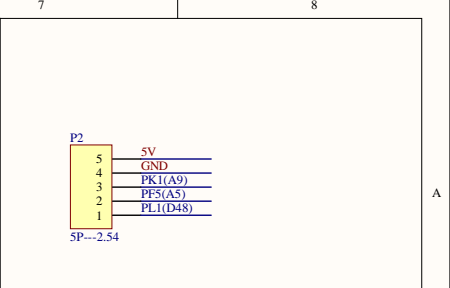 7 8
P2
5 5V
4 GND
3 PK1(A9)
2 PF5(A5)
1 PL1(D48)
A
5P---2.54